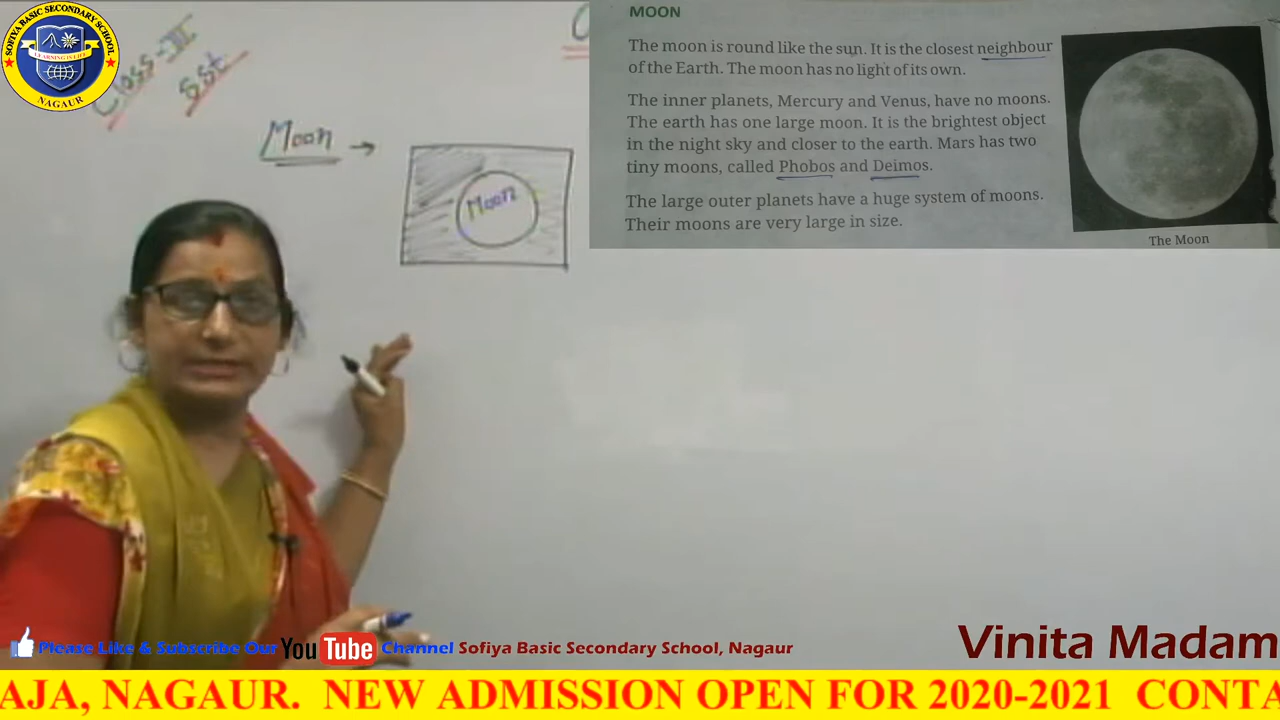 SOFIYA BASIC SECONDARY SCHOOL
LEARNING IS LIFE
NAGAUR
Class-III
S.St.
Moon →
Moon
MOON
The moon is round like the sun. It is the closest neighbour
of the Earth. The moon has no light of its own.
The inner planets, Mercury and Venus, have no moons.
The earth has one large moon. It is the brightest object
in the night sky and closer to the earth. Mars has two
tiny moons, called Phobos and Deimos.
The large outer planets have a huge system of moons.
Their moons are very large in size.
The Moon
Please Like & Subscribe Our YouTube Channel Sofiya Basic Secondary School, Nagaur
Vinita Madam
AJA, NAGAUR. NEW ADMISSION OPEN FOR 2020-2021 CONTA